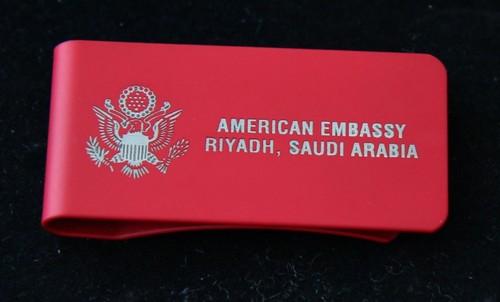 AMERICAN EMBASSY
RIYADH, SAUDI ARABIA